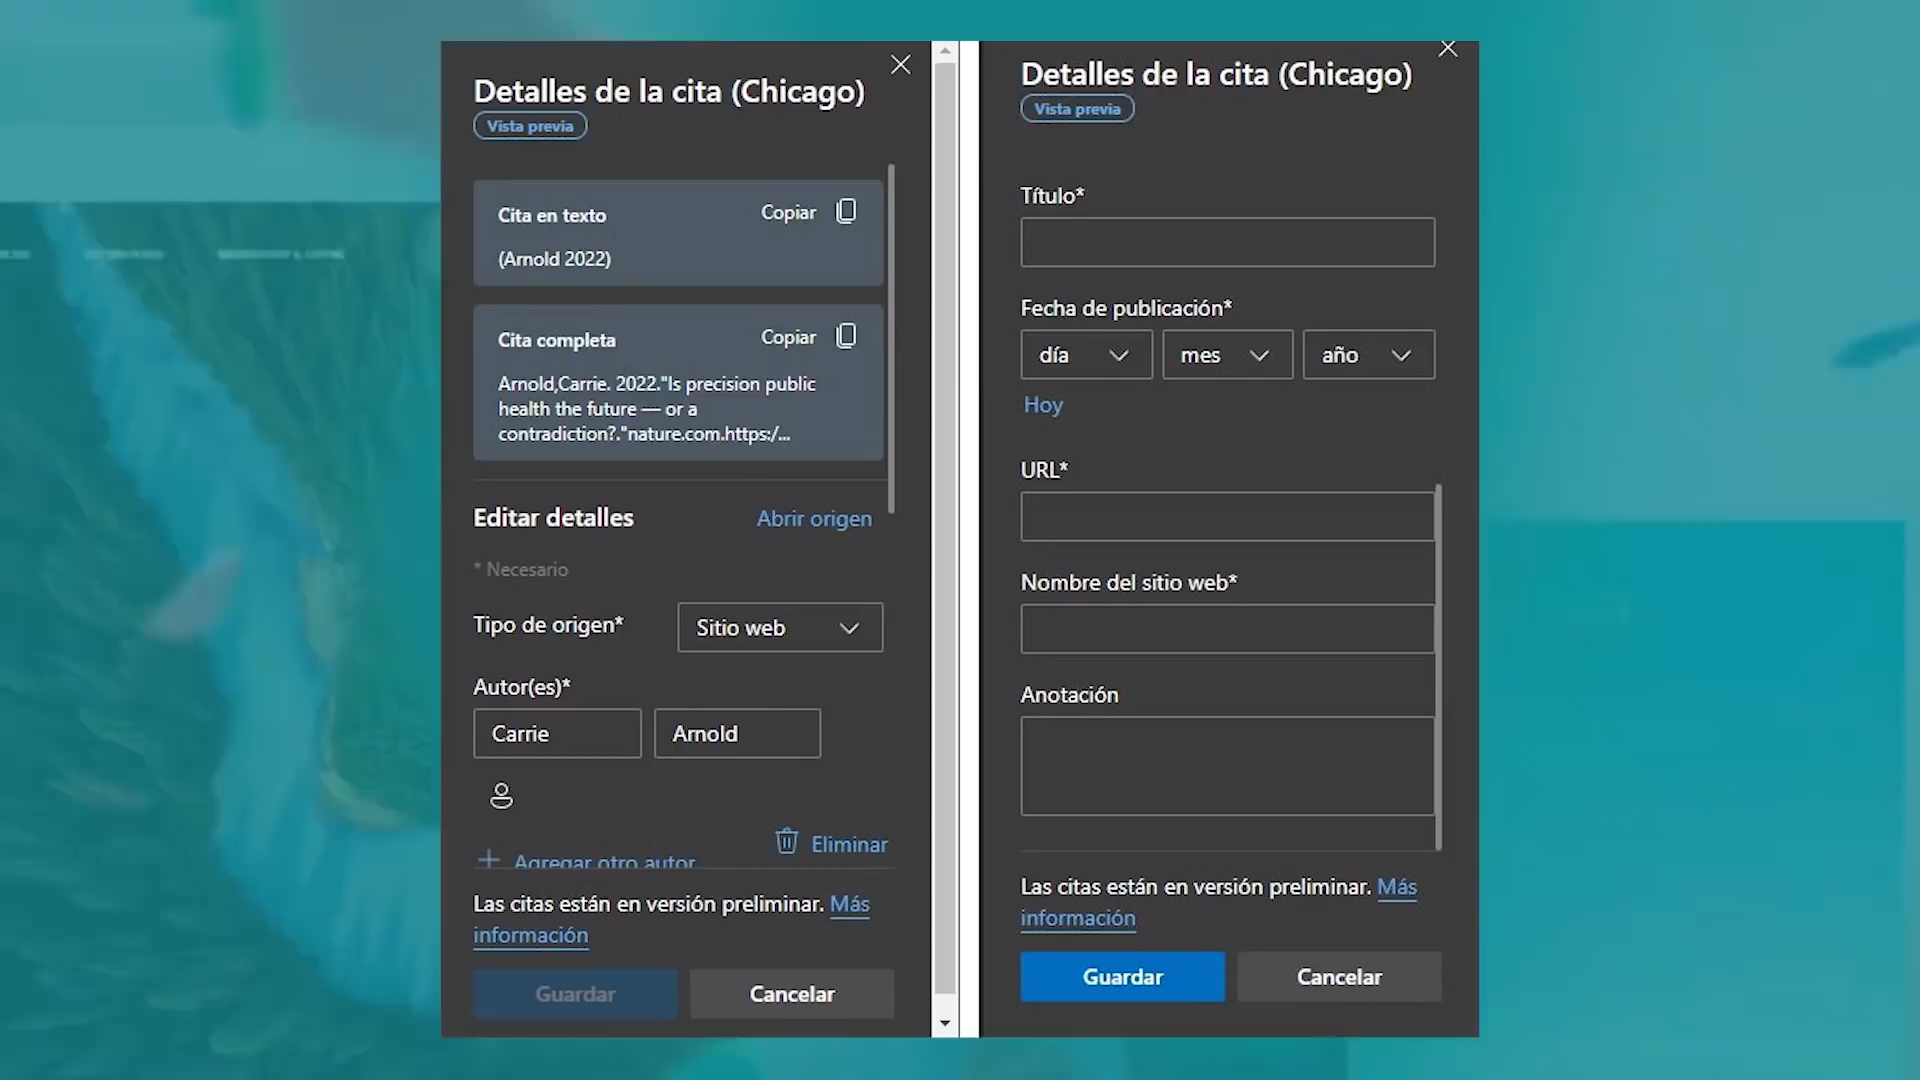 Detalles de la cita (Chicago)
Vista previa
Cita en texto
Copiar
(Arnold 2022)
Cita completa
Copiar
Arnold,Carrie. 2022."Is precision public
health the future — or a
contradiction?."nature.com.https:/...
Editar detalles
Abrir origen
* Necesario
Tipo de origen*
Sitio web
Autor(es)*
Carrie
Arnold
Eliminar
Agregar otro autor
Las citas están en versión preliminar. Más
información
Guardar
Cancelar
Detalles de la cita (Chicago)
Vista previa
Título*
Fecha de publicación*
día
mes
año
Hoy
URL*
Nombre del sitio web*
Anotación
Las citas están en versión preliminar. Más
información
Guardar
Cancelar